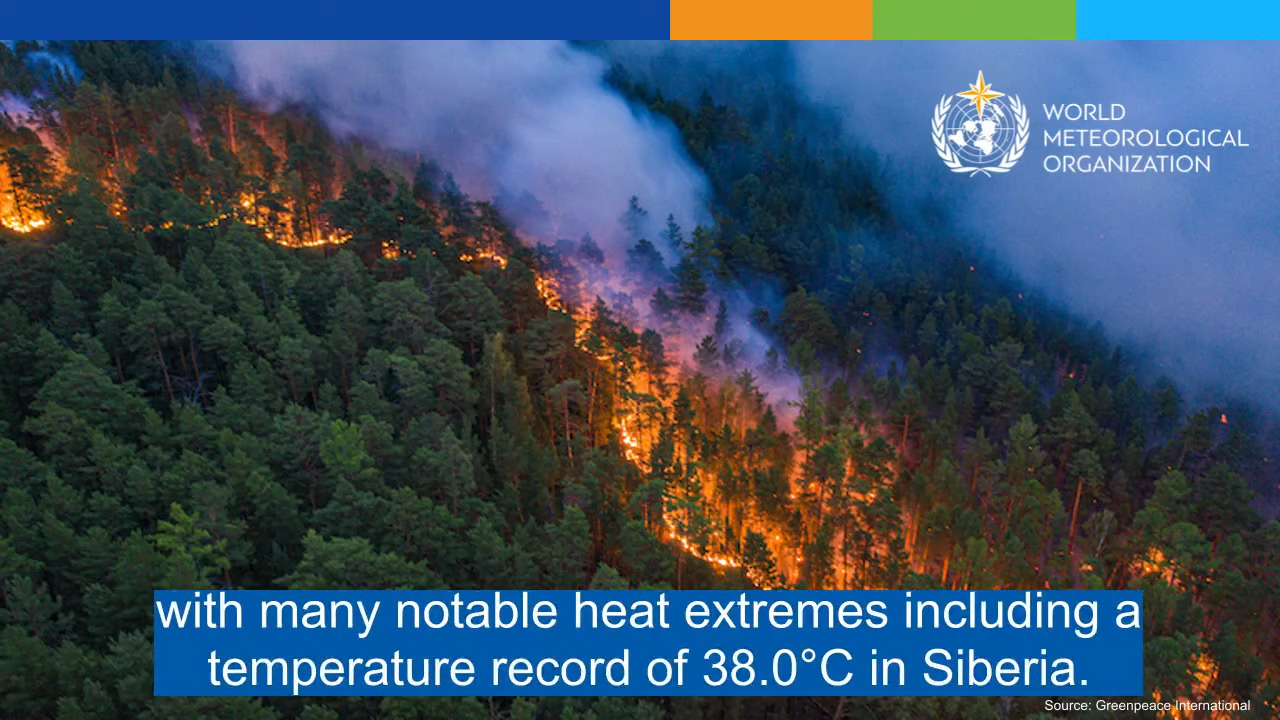 WORLD
METEOROLOGICAL
ORGANIZATION
with many notable heat extremes including a
temperature record of 38.0°C in Siberia.
Source: Greenpeace International